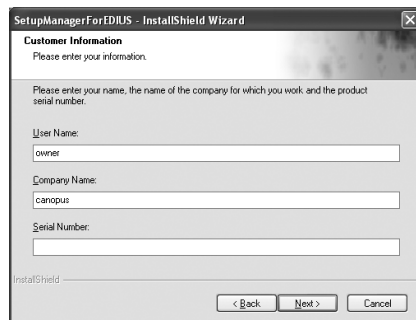 SetupManagerForEDIUS - InstallShield Wizard
Customer Information
Please enter your information.
Please enter your name, the name of the company for which you work and the product
serial number.
User Name:
owner
Company Name:
canopus
Serial Number:
InstallShield
< Back
Next >
Cancel